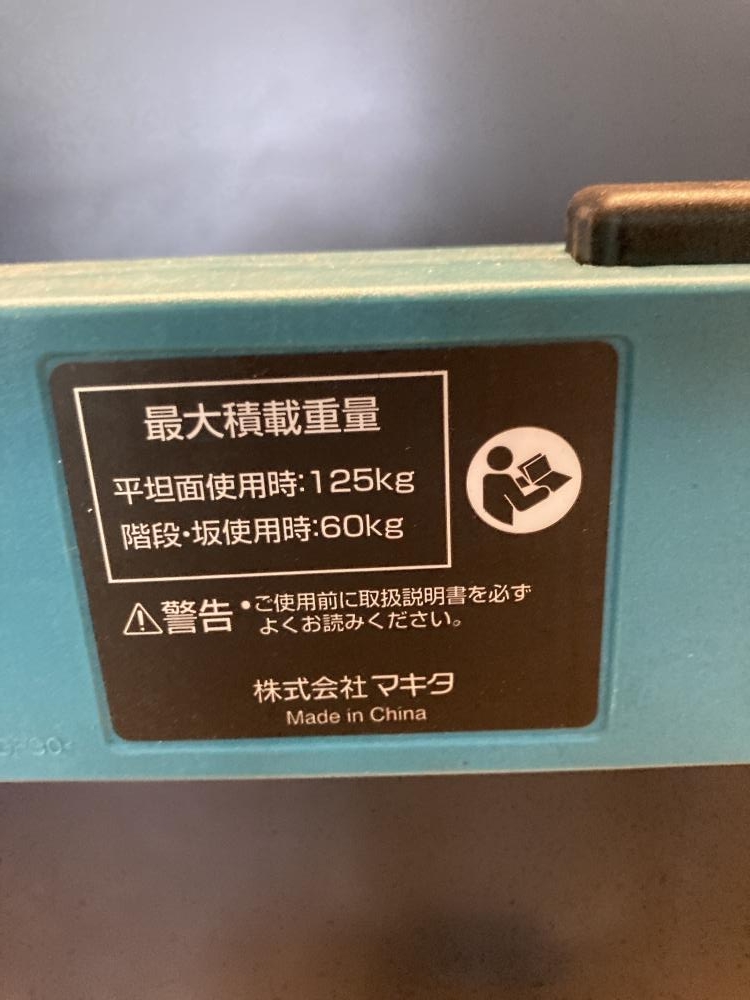 最大積載重量
平坦面使用時:125kg
階段・坂使用時:60kg
警告 •ご使用前に取扱説明書を必ず
よくお読みください。
株式会社マキタ
Made in China